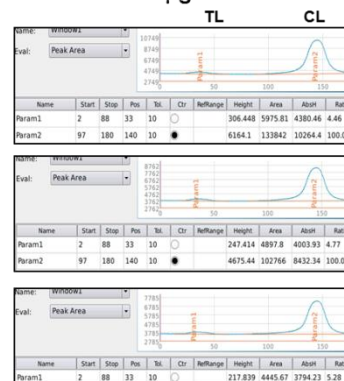 TL CL
Name: Window1
Eval: Peak Area
10749
8749
6749
4749
2749
Param1
Param2
0 50 100 150
Name Start Stop Pos Tol. Ctr RefRange Height Area AbsH Rat
Param1 2 88 33 10 306.448 5975.81 4380.46 4.46
Param2 97 180 140 10 6164.1 133842 10264.4 100.0
Name: Window1
Eval: Peak Area
8762
7762
6762
5762
4762
3762
2762
Param1
Param2
0 50 100 150
Name Start Stop Pos Tol. Ctr RefRange Height Area AbsH Rat
Param1 2 88 33 10 247.414 4897.8 4003.93 4.77
Param2 97 180 140 10 4675.44 102766 8432.34 100.0
Name: Window1
Eval: Peak Area
7785
6785
5785
4785
3785
2785
Param1
Param2
0 50 100 150
Name Start Stop Pos Tol. Ctr RefRange Height Area AbsH Rat
Param1 2 88 33 10 217.839 4445.67 3794.23 5.28